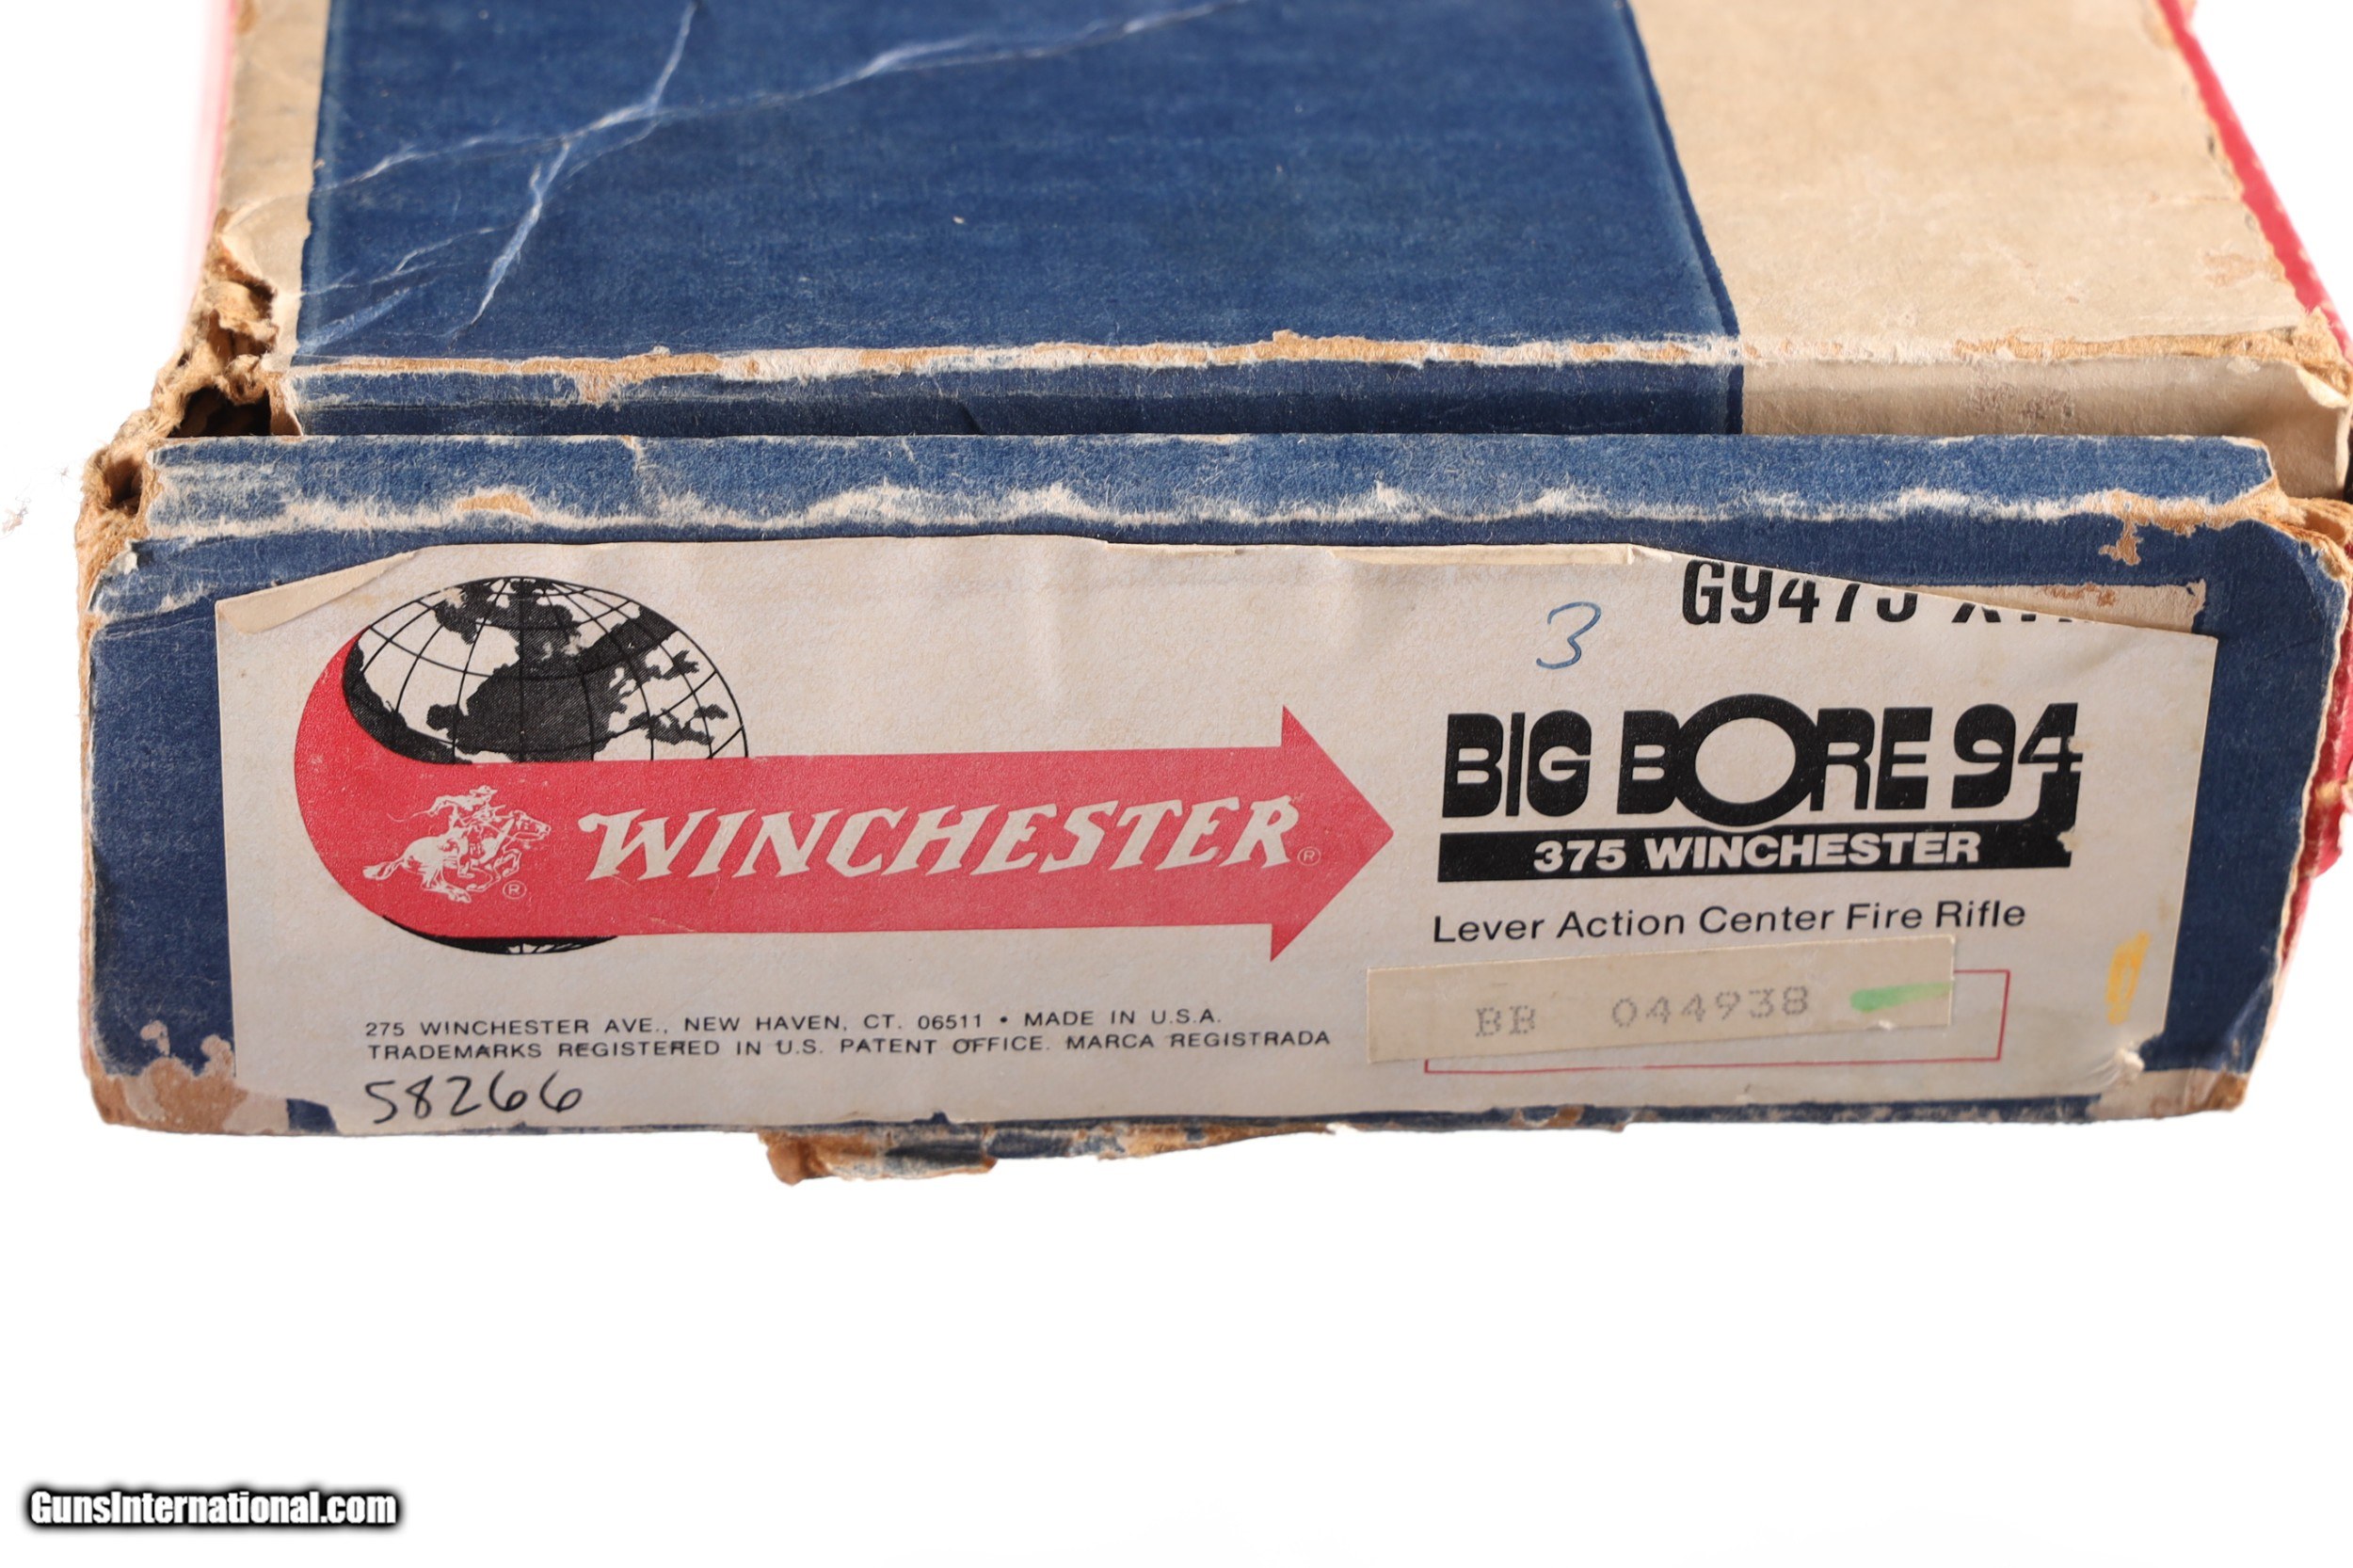 3
BIG BORE 94
WINCHESTER®
®
375 WINCHESTER
Lever Action Center Fire Rifle
BB 044938
275 WINCHESTER AVE., NEW HAVEN, CT. 06511 • MADE IN U.S.A.
TRADEMARKS REGISTERED IN U.S. PATENT OFFICE. MARCA REGISTRADA
58266
GunsInternational.com